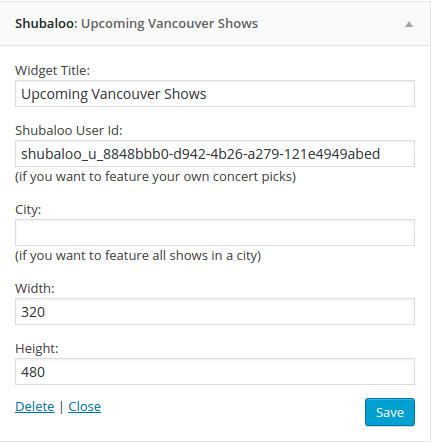 Shubaloo: Upcoming Vancouver Shows
Widget Title:
Upcoming Vancouver Shows
Shubaloo User Id:
shubaloo_u_8848bbb0-d942-4b26-a279-121e4949abed
(if you want to feature your own concert picks)
City:
(if you want to feature all shows in a city)
Width:
320
Height:
480
Delete | Close
Save